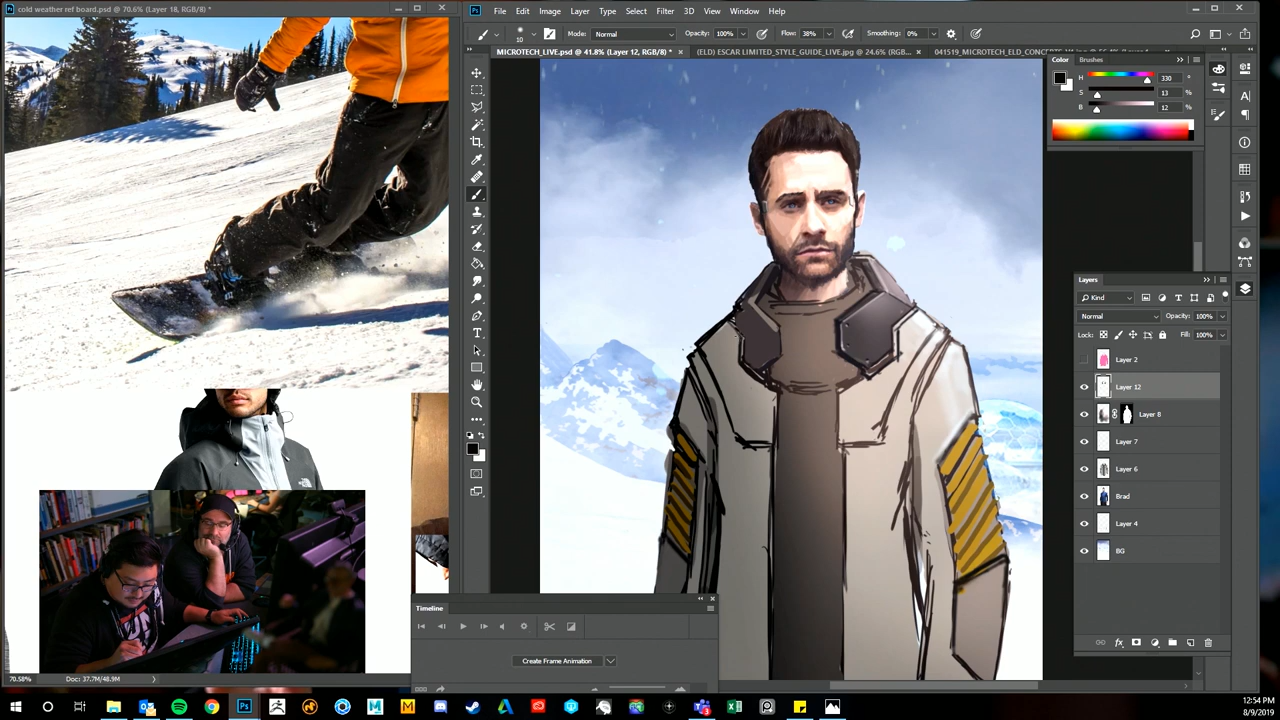 cold weather ref board.psd @ 70.6% (Layer 18, RGB/8) *
File Edit Image Layer Type Select Filter 3D View Window Help
10 Mode: Normal Opacity: 100% Flow: 38% Smoothing: 0%
MICROTECH_LIVE.psd @ 41.8% (Layer 12, RGB/8) *
(ELD) ESCAR LIMITED_STYLE_GUIDE_LIVE.jpg @ 24.6% (RGB/8...
Color Brushes
H 330 °
S 13 %
B 12 %
Layers
Kind
Normal Opacity: 100%
Lock: Fill: 100%
Layer 2
Layer 12
Layer 8
Layer 7
Layer 6
Brad
Layer 4
BG
Timeline
Create Frame Animation
70.58% Doc: 37.7M/48.9M
12:54 PM
8/9/2019